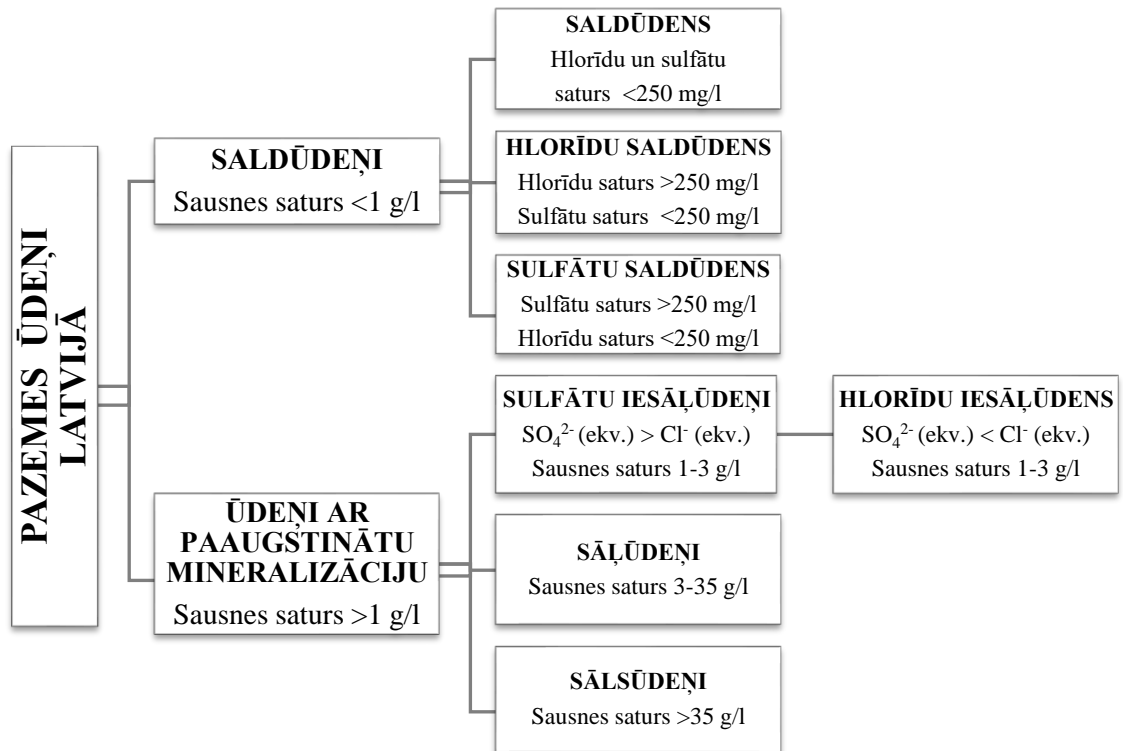 PAZEMES ŪDEŅI
LATVIJĀ
SALDŪDEŅI
Sausnes saturs <1 g/l
SALDŪDENS
Hlorīdu un sulfātu
saturs <250 mg/l
HLORĪDU SALDŪDENS
Hlorīdu saturs >250 mg/l
Sulfātu saturs <250 mg/l
SULFĀTU SALDŪDENS
Sulfātu saturs >250 mg/l
Hlorīdu saturs <250 mg/l
ŪDEŅI AR
PAAUGSTINĀTU
MINERALIZĀCIJU
Sausnes saturs >1 g/l
SULFĀTU IESĀĻŪDEŅI
SO₄²⁻ (ekv.) > Cl⁻ (ekv.)
Sausnes saturs 1-3 g/l
HLORĪDU IESĀĻŪDENS
SO₄²⁻ (ekv.) < Cl⁻ (ekv.)
Sausnes saturs 1-3 g/l
SĀĻŪDEŅI
Sausnes saturs 3-35 g/l
SĀLSŪDEŅI
Sausnes saturs >35 g/l